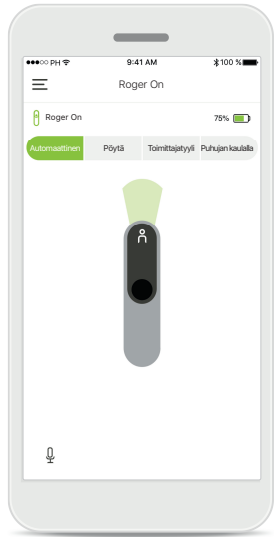 PH 9:41 AM 100 %
Roger On
Roger On 75%
Automaattinen Pöytä Toimittajatyyli Puhujan kaulalla